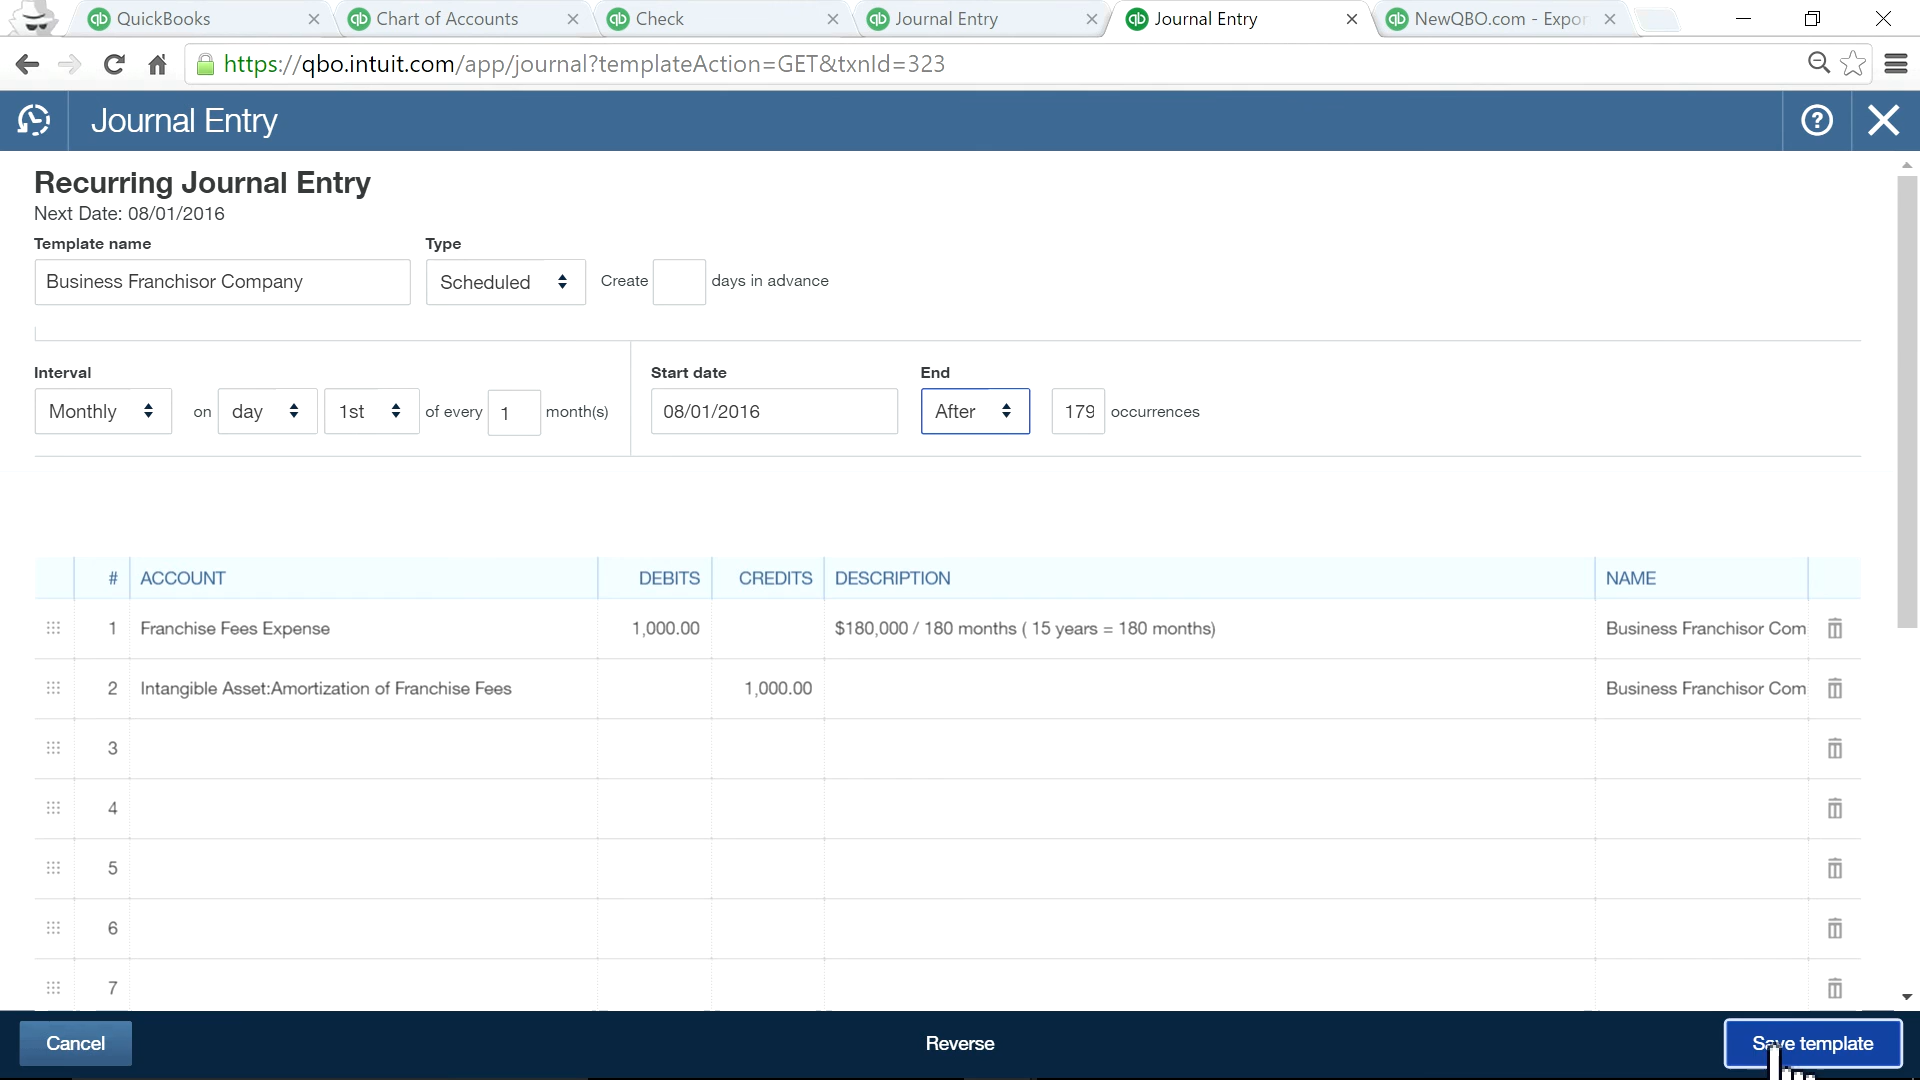 QuickBooks
Chart of Accounts
Check
Journal Entry
Journal Entry
NewQBO.com - Expor
https://qbo.intuit.com/app/journal?templateAction=GET&txnId=323
Journal Entry
Recurring Journal Entry
Next Date: 08/01/2016
Template name Type
Business Franchisor Company Scheduled Create days in advance
Interval Start date End
Monthly on day 1st of every 1 month(s) 08/01/2016 After 179 occurrences
# ACCOUNT DEBITS CREDITS DESCRIPTION NAME
1 Franchise Fees Expense 1,000.00 $180,000 / 180 months ( 15 years = 180 months) Business Franchisor Com
2 Intangible Asset:Amortization of Franchise Fees 1,000.00 Business Franchisor Com
3
4
5
6
7
Cancel Reverse Save template